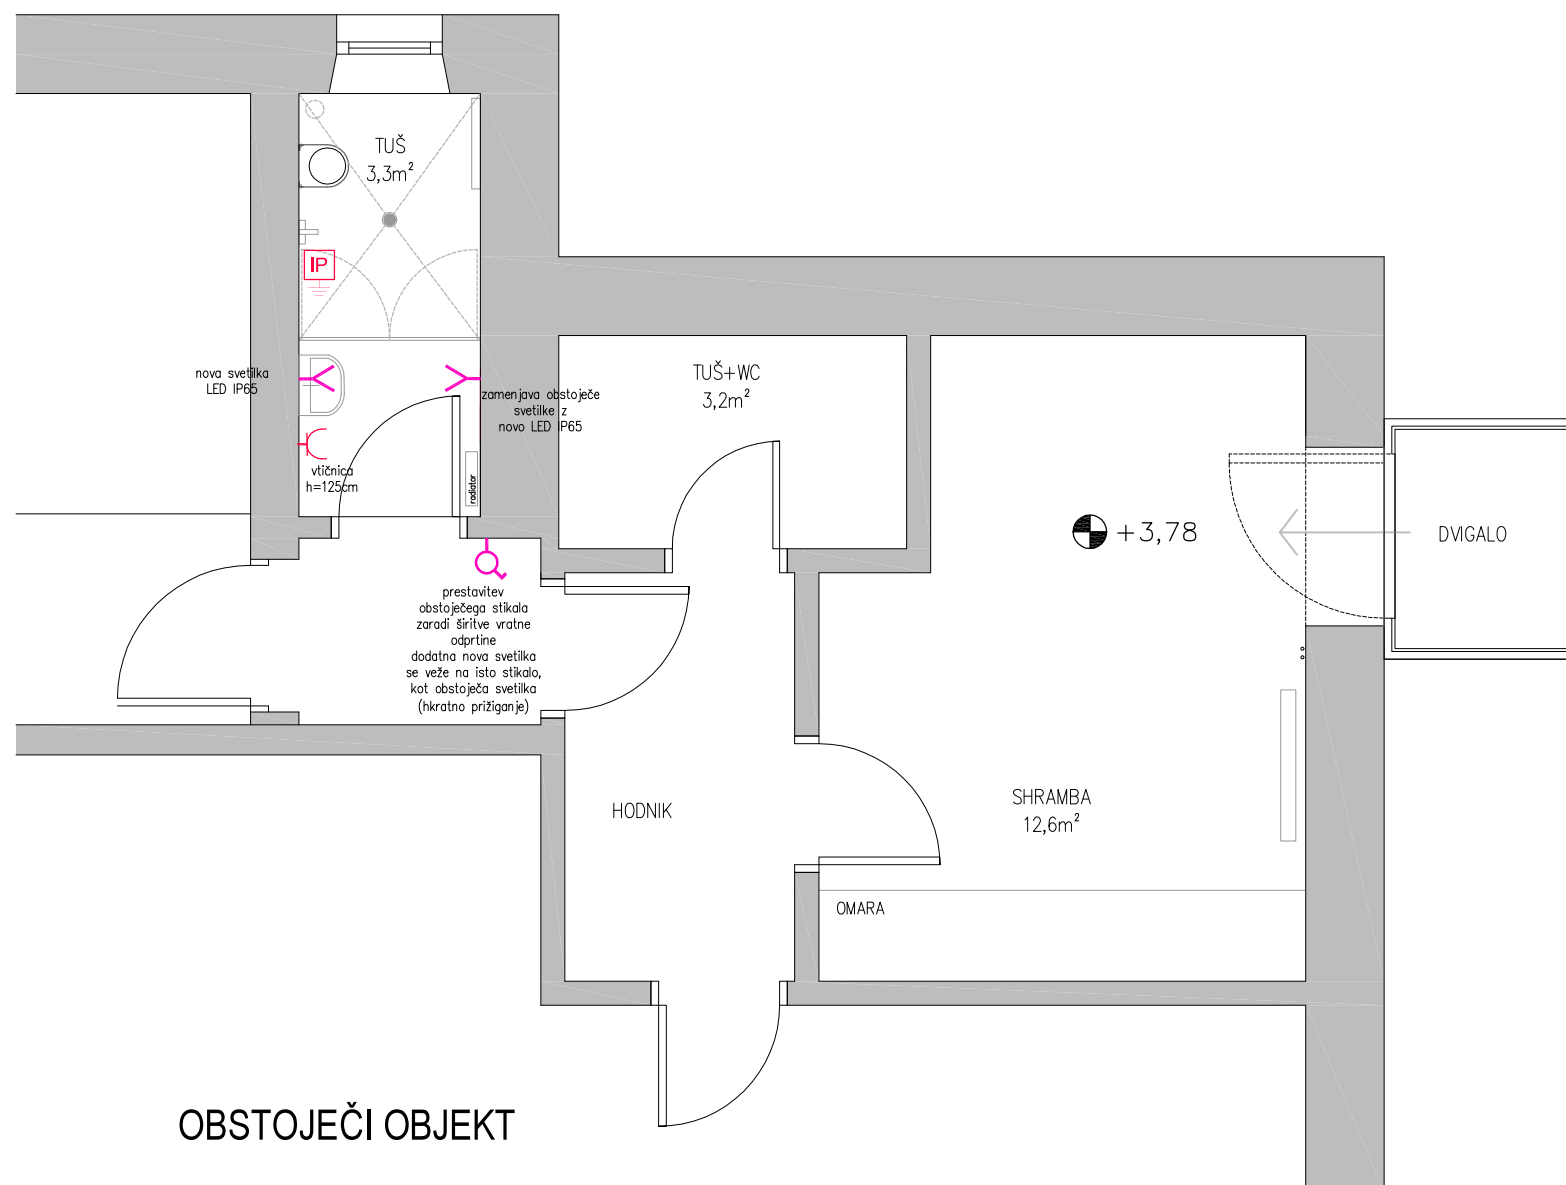 TUŠ
3,3m²
IP
nova svetilka
LED IP65
zamenjava obstoječe
svetilke z
novo LED IP65
vtičnica
h=125cm
radiator
TUŠ+WC
3,2m²
+3,78
DVIGALO
prestavitev
obstoječega stikala
zaradi širitve vratne
odprtine
dodatna nova svetilka
se veže na isto stikalo,
kot obstoječa svetilka
(hkratno prižiganje)
HODNIK
SHRAMBA
12,6m²
OMARA
OBSTOJEČI OBJEKT